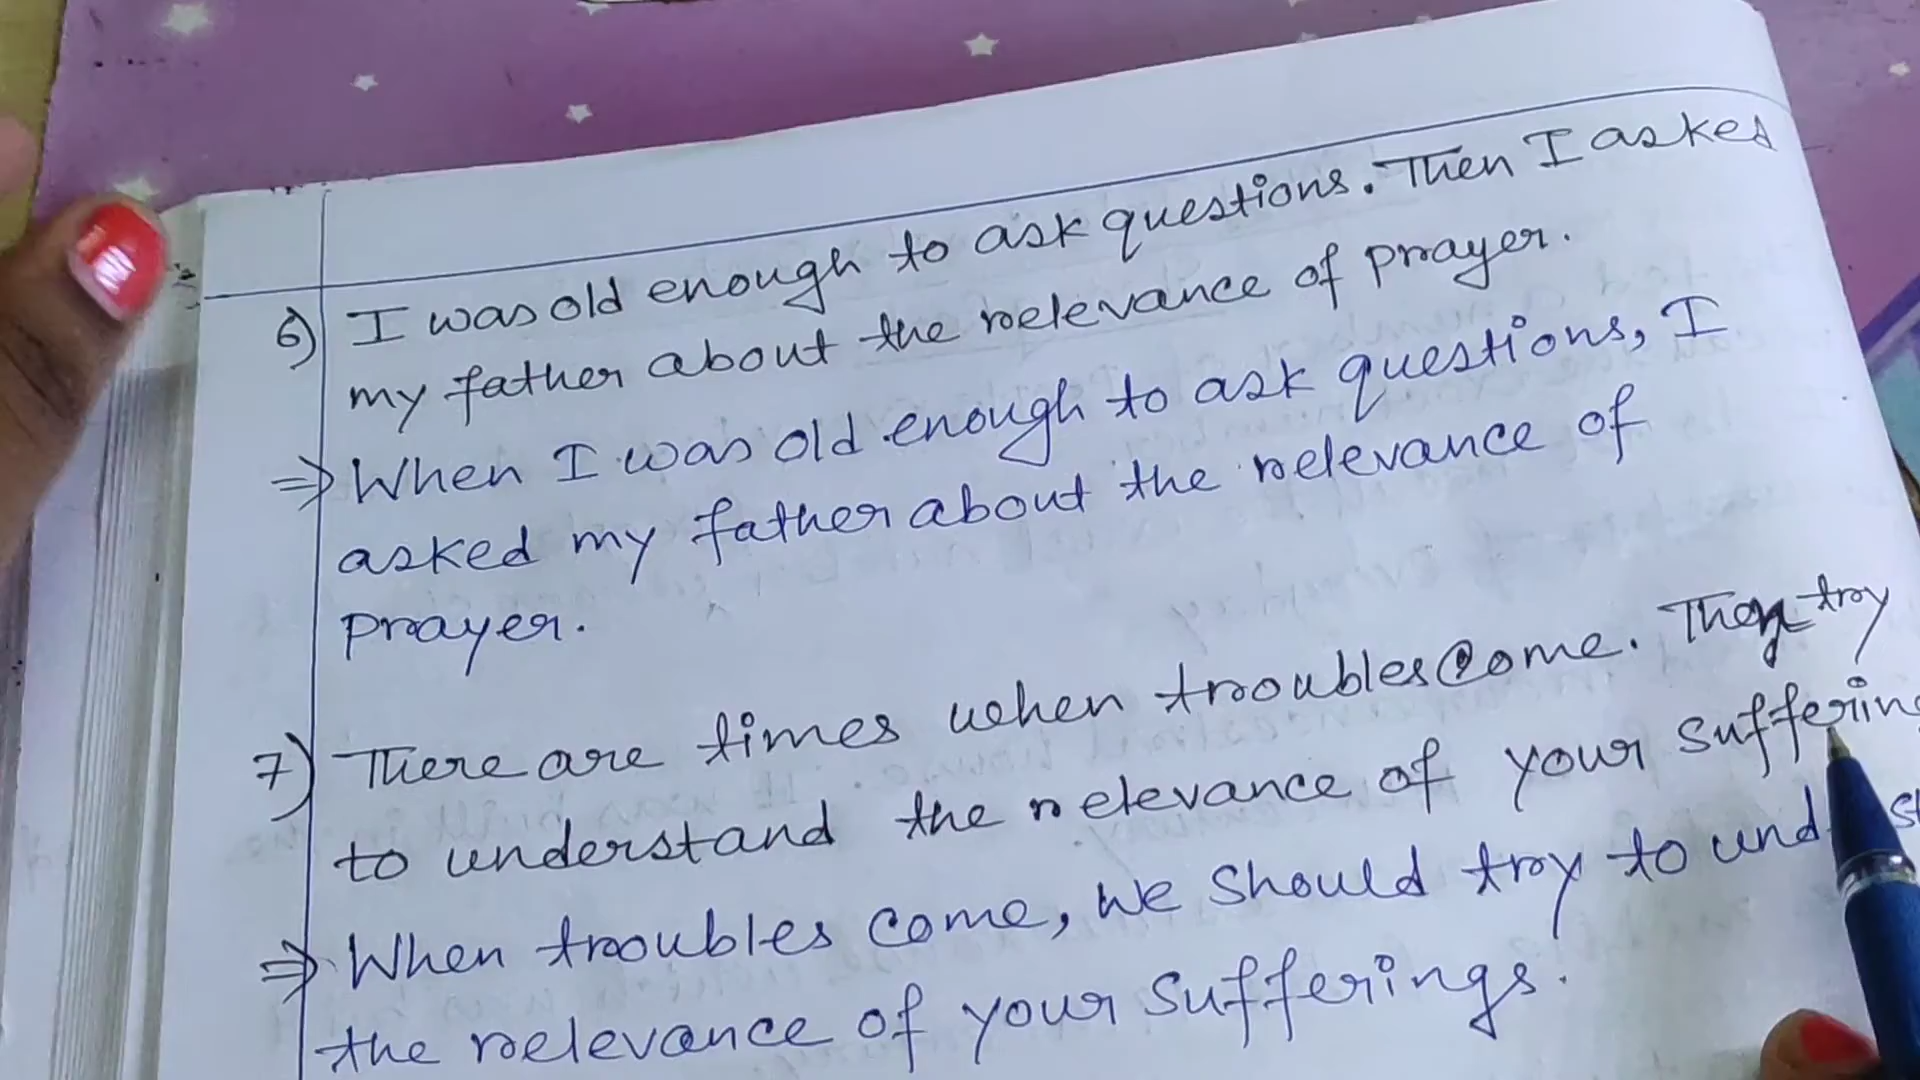 6) I was old enough to ask questions. Then I asked
my father about the relevance of prayer.
⇒ When I was old enough to ask questions, I
asked my father about the relevance of
prayer.
7) There are times when troubles come. Then try
to understand the relevance of your suffering
⇒ When troubles come, we should try to
the relevance of your sufferings.